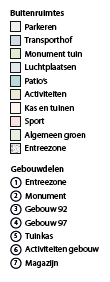 Buitenruimtes
Parkeren
Transporthof
Monument tuin
Luchtplaatsen
Patio's
Activiteiten
Kas en tuinen
Sport
Algemeen groen
Entreezone
Gebouwdelen
1 Entreezone
2 Monument
3 Gebouw 92
4 Gebouw 97
5 Tuinkas
6 Activiteiten gebouw
7 Magazijn